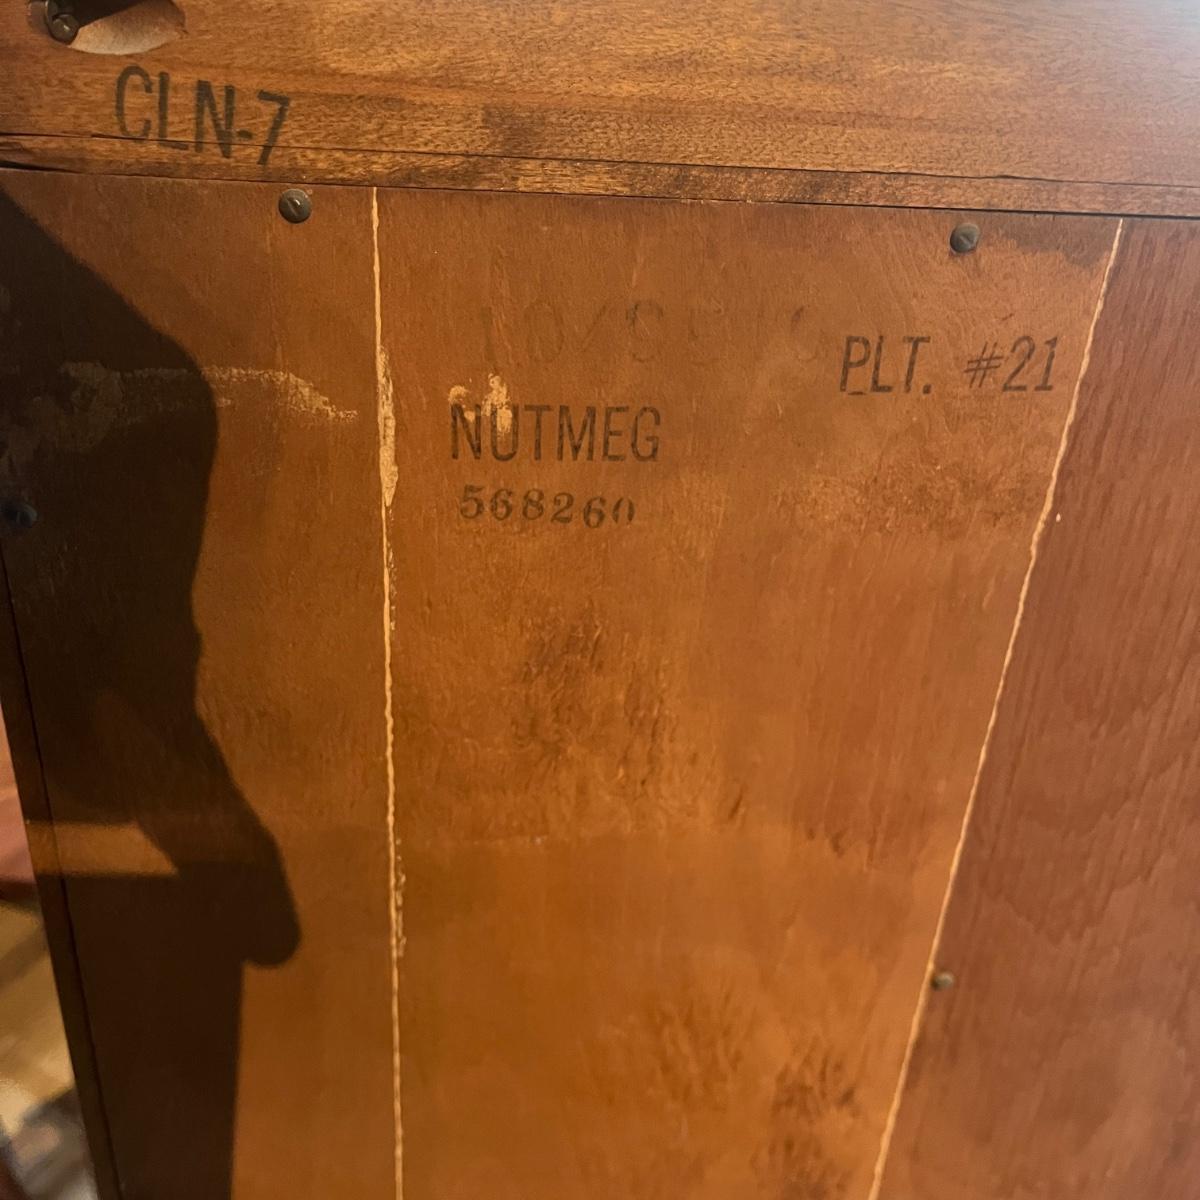 CLN-7
PLT. #21
NUTMEG
568260